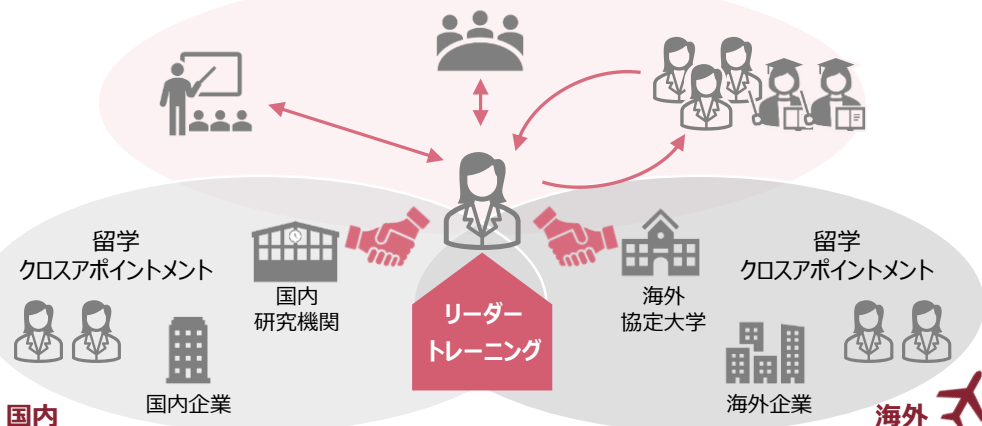 留学
クロスアポイントメント
国内
研究機関
国内企業
国内
リーダー
トレーニング
海外
協定大学
留学
クロスアポイントメント
海外企業
海外